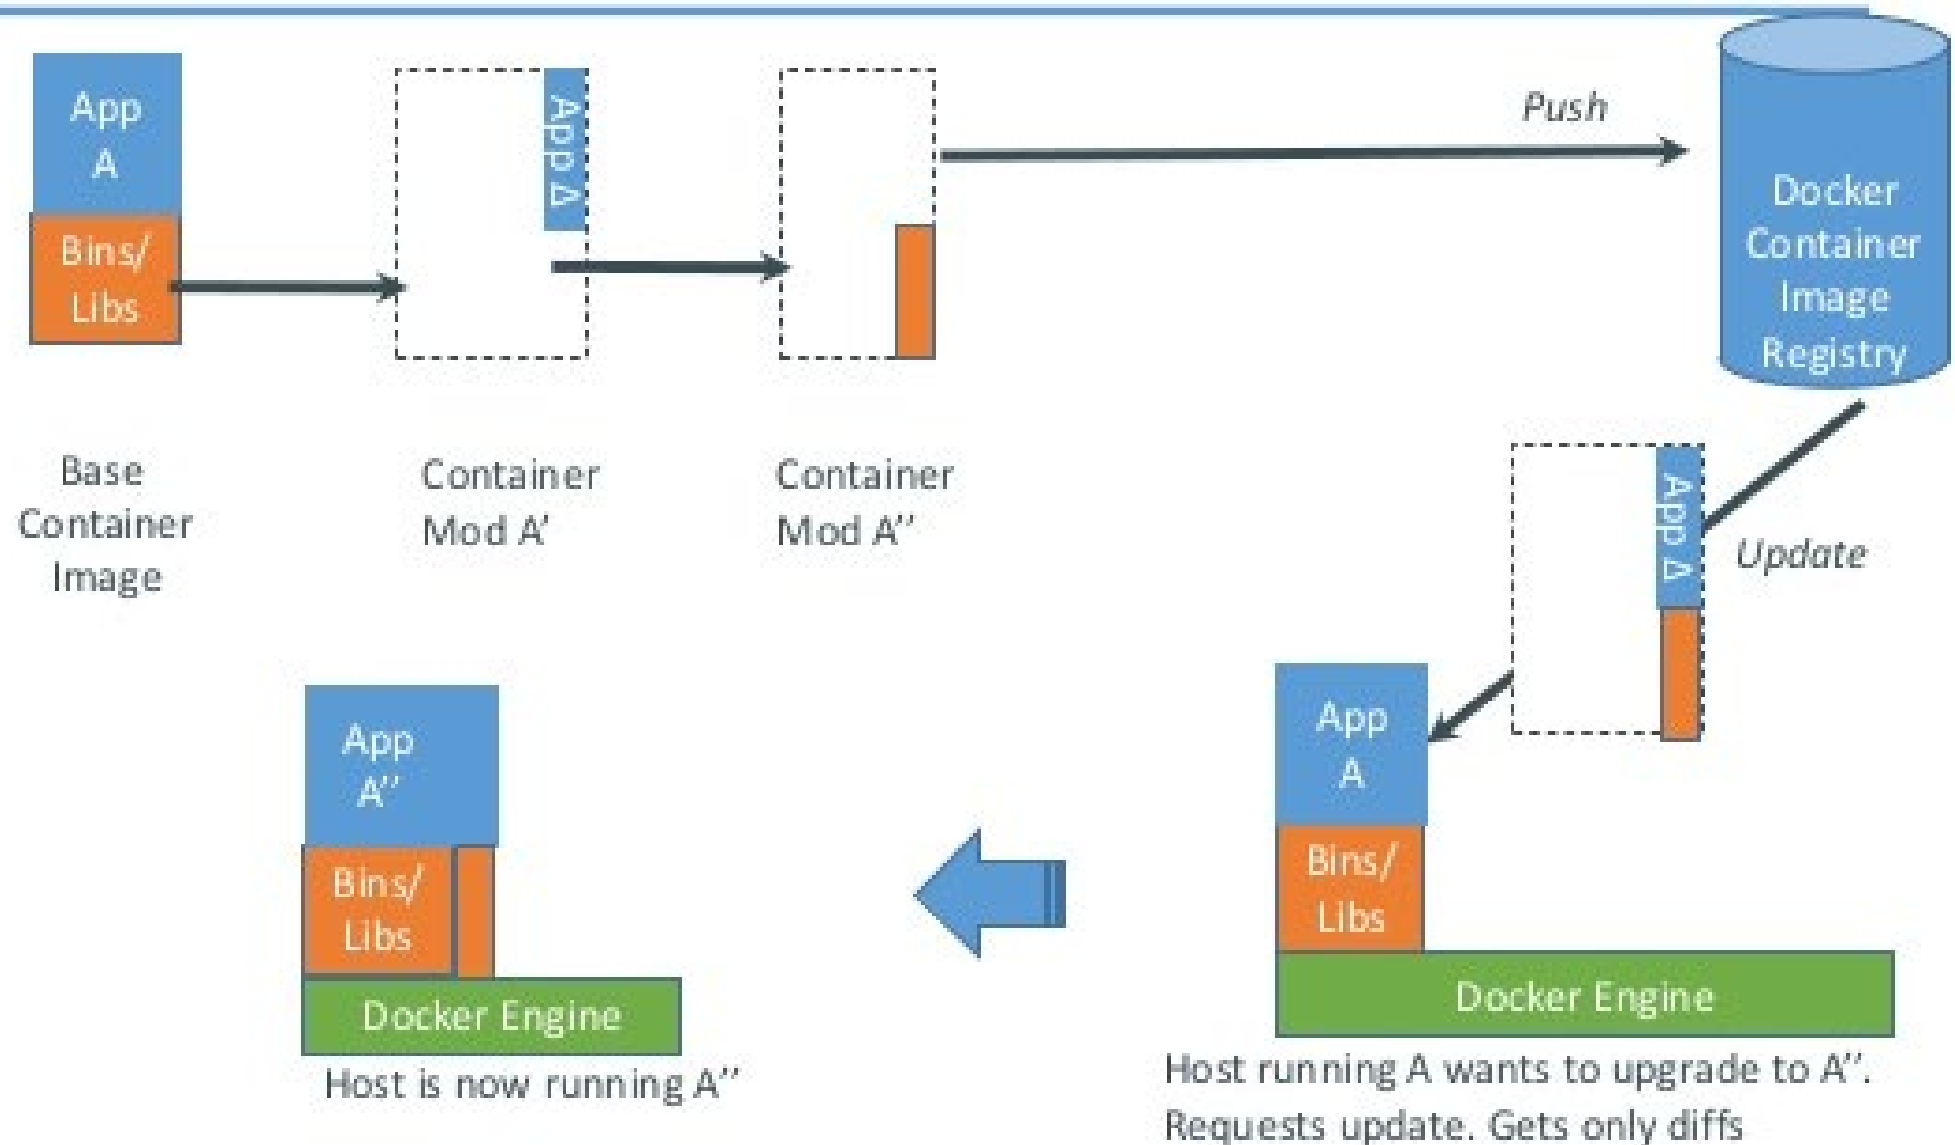 App
A
Bins/
Libs
App Δ
Push
Docker
Container
Image
Registry
Base
Container
Image
Container
Mod A'
Container
Mod A''
App Δ
Update
App
A
Bins/
Libs
Docker Engine
Host running A wants to upgrade to A''.
Requests update. Gets only diffs
App
A''
Bins/
Libs
Docker Engine
Host is now running A''